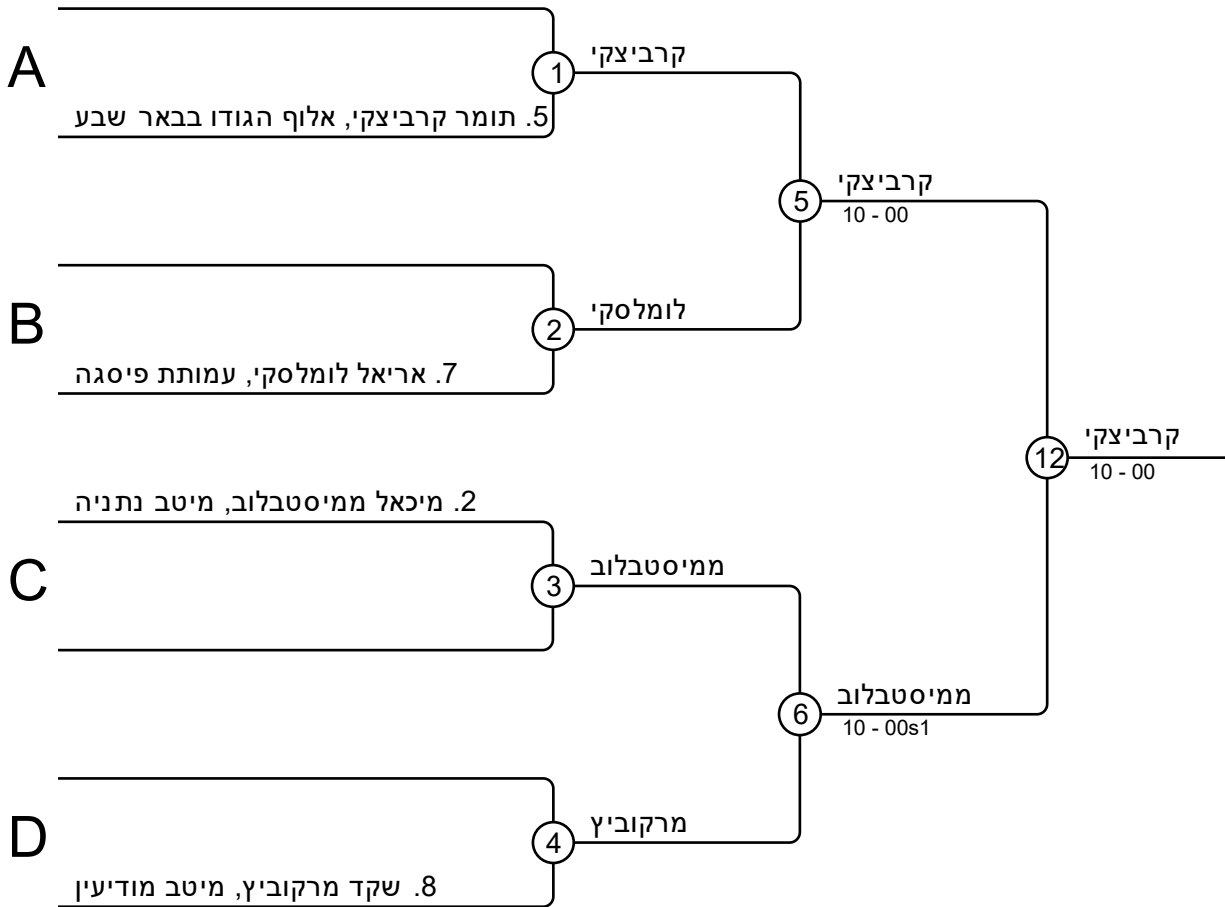 A
1
קרביצקי
5. תומר קרביצקי, אלוף הגודו בבאר שבע
5
קרביצקי
10 - 00
B
2
לומלסקי
7. אריאל לומלסקי, עמותת פיסגה
12
קרביצקי
10 - 00
2. מיכאל ממיסטבלוב, מיטב נתניה
C
3
ממיסטבלוב
6
ממיסטבלוב
10 - 00s1
D
4
מרקוביץ
8. שקד מרקוביץ, מיטב מודיעין